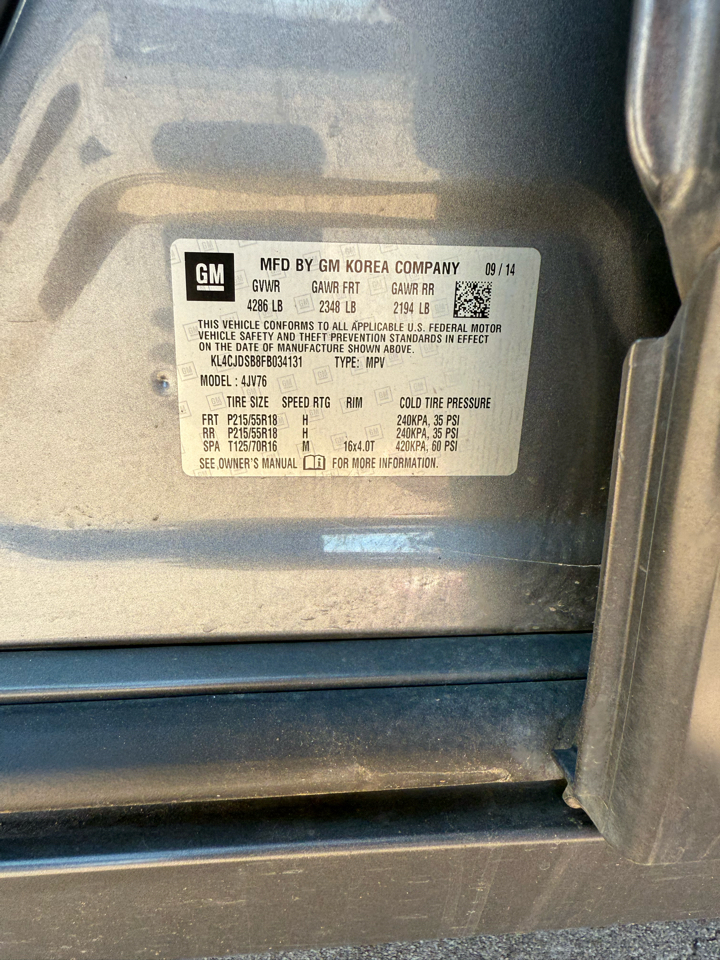 GM
MFD BY GM KOREA COMPANY 09/14
GVWR GAWR FRT GAWR RR
4286 LB 2348 LB 2194 LB
THIS VEHICLE CONFORMS TO ALL APPLICABLE U.S. FEDERAL MOTOR
VEHICLE SAFETY AND THEFT PREVENTION STANDARDS IN EFFECT
ON THE DATE OF MANUFACTURE SHOWN ABOVE.
KL4CJDSB8FB034131 TYPE: MPV
MODEL : 4JV76
TIRE SIZE SPEED RTG RIM COLD TIRE PRESSURE
FRT P215/55R18 H 240KPA, 35 PSI
RR P215/55R18 H 240KPA, 35 PSI
SPA T125/70R16 M 16x4.0T 420KPA, 60 PSI
SEE OWNER'S MANUAL FOR MORE INFORMATION.